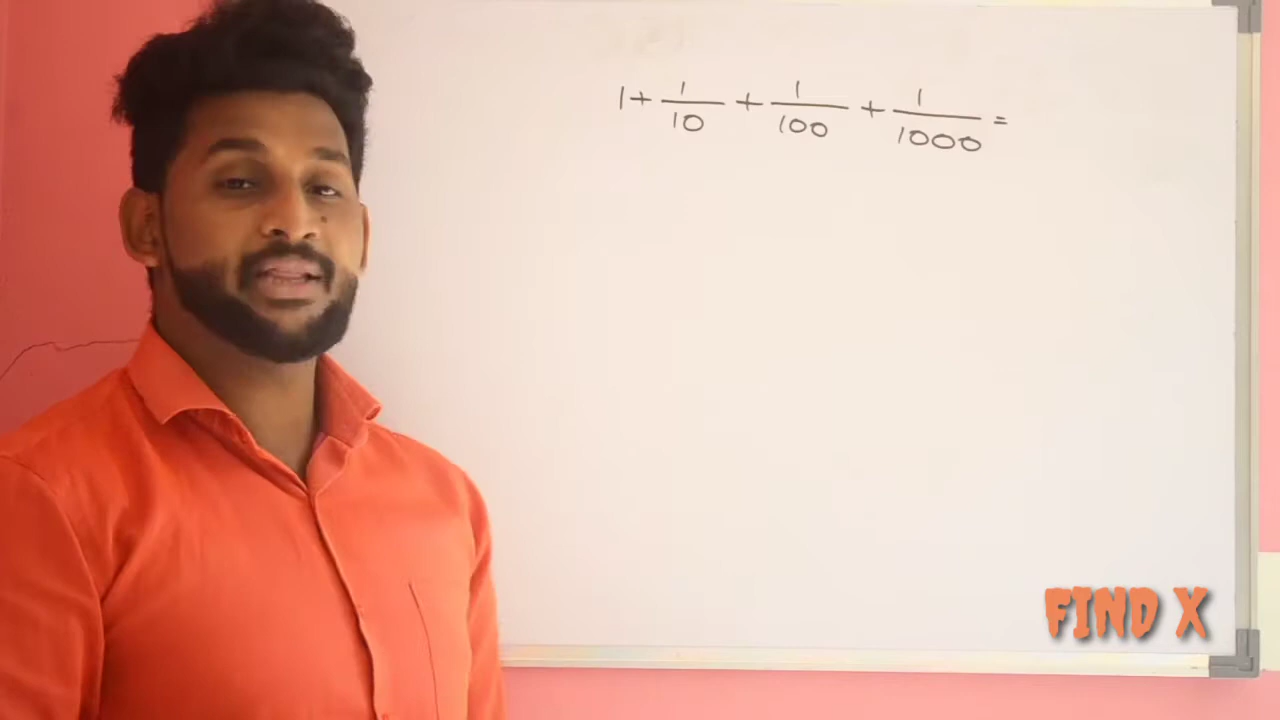 1 + 1/10 + 1/100 + 1/1000 =
FIND X